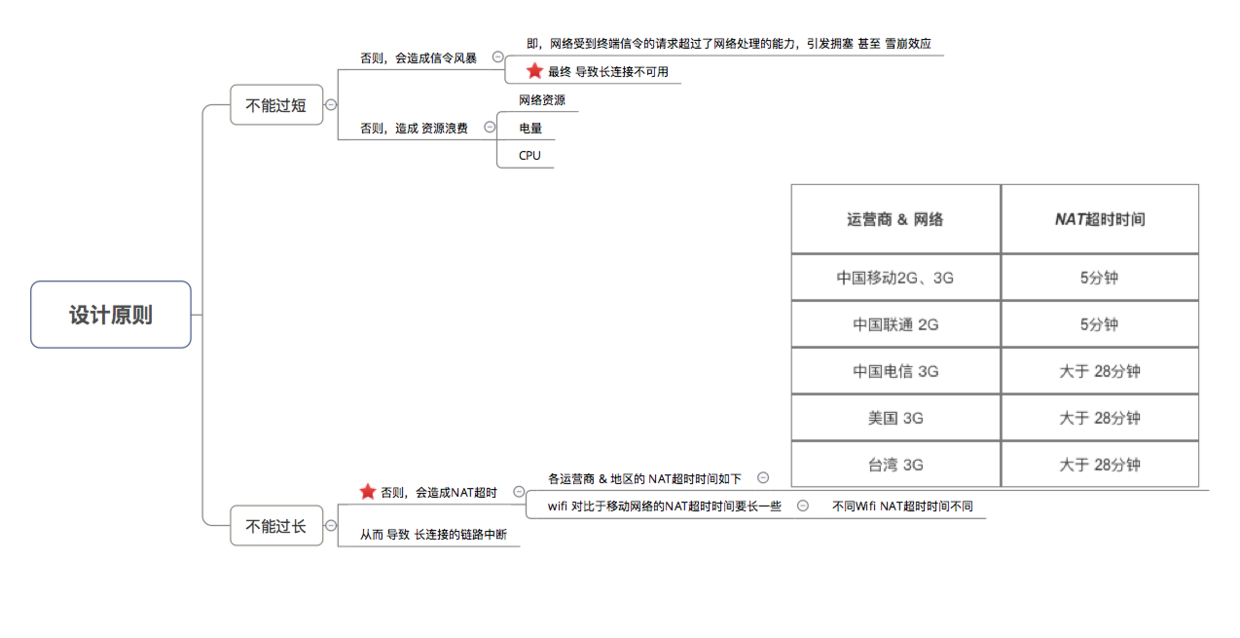 设计原则
不能过短
否则，会造成信令风暴
即，网络受到终端信令的请求超过了网络处理的能力，引发拥塞 甚至 雪崩效应
最终 导致长连接不可用
否则，造成 资源浪费
网络资源
电量
CPU
不能过长
否则，会造成NAT超时
各运营商 & 地区的 NAT超时时间如下
运营商 & 网络 NAT超时时间
中国移动2G、3G 5分钟
中国联通 2G 5分钟
中国电信 3G 大于 28分钟
美国 3G 大于 28分钟
台湾 3G 大于 28分钟
wifi 对比于移动网络的NAT超时时间要长一些
不同Wifi NAT超时时间不同
从而 导致 长连接的链路中断